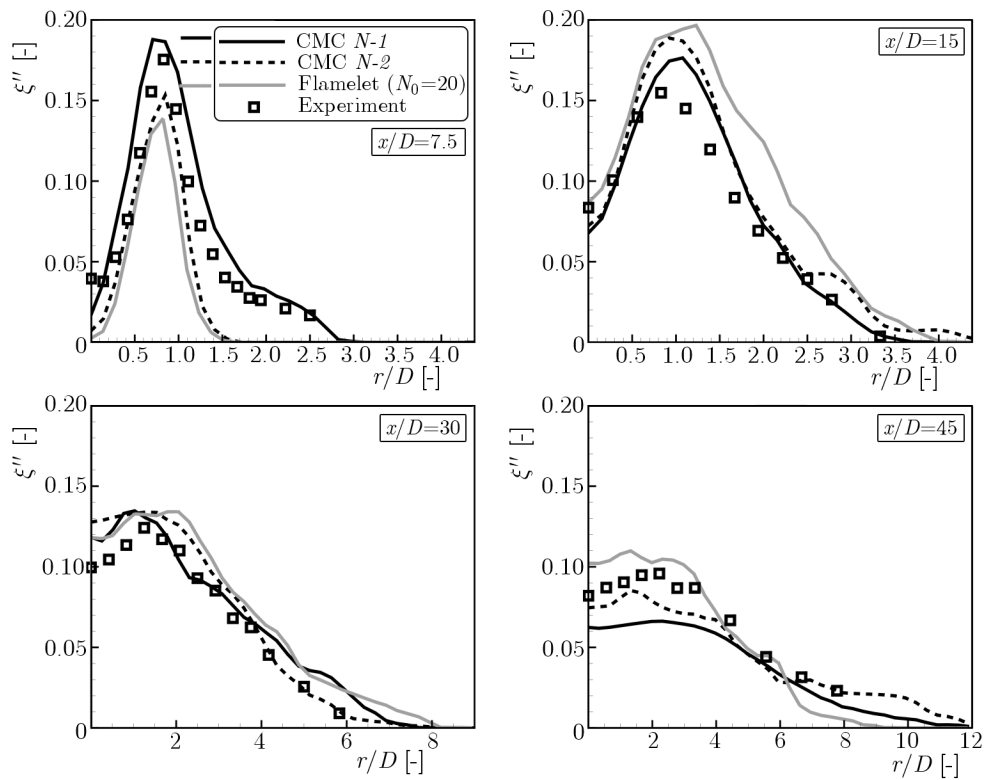 0.20
0.15
0.10
0.05
0
ξ″ [-]
CMC N-1
CMC N-2
Flamelet (N₀=20)
Experiment
x/D=7.5
0.5 1.0 1.5 2.0 2.5 3.0 3.5 4.0
r/D [-]
0.20
0.15
0.10
0.05
0
ξ″ [-]
x/D=15
0.5 1.0 1.5 2.0 2.5 3.0 3.5 4.0
r/D [-]
0.20
0.15
0.10
0.05
0
ξ″ [-]
x/D=30
2 4 6 8
r/D [-]
0.20
0.15
0.10
0.05
0
ξ″ [-]
x/D=45
2 4 6 8 10 12
r/D [-]